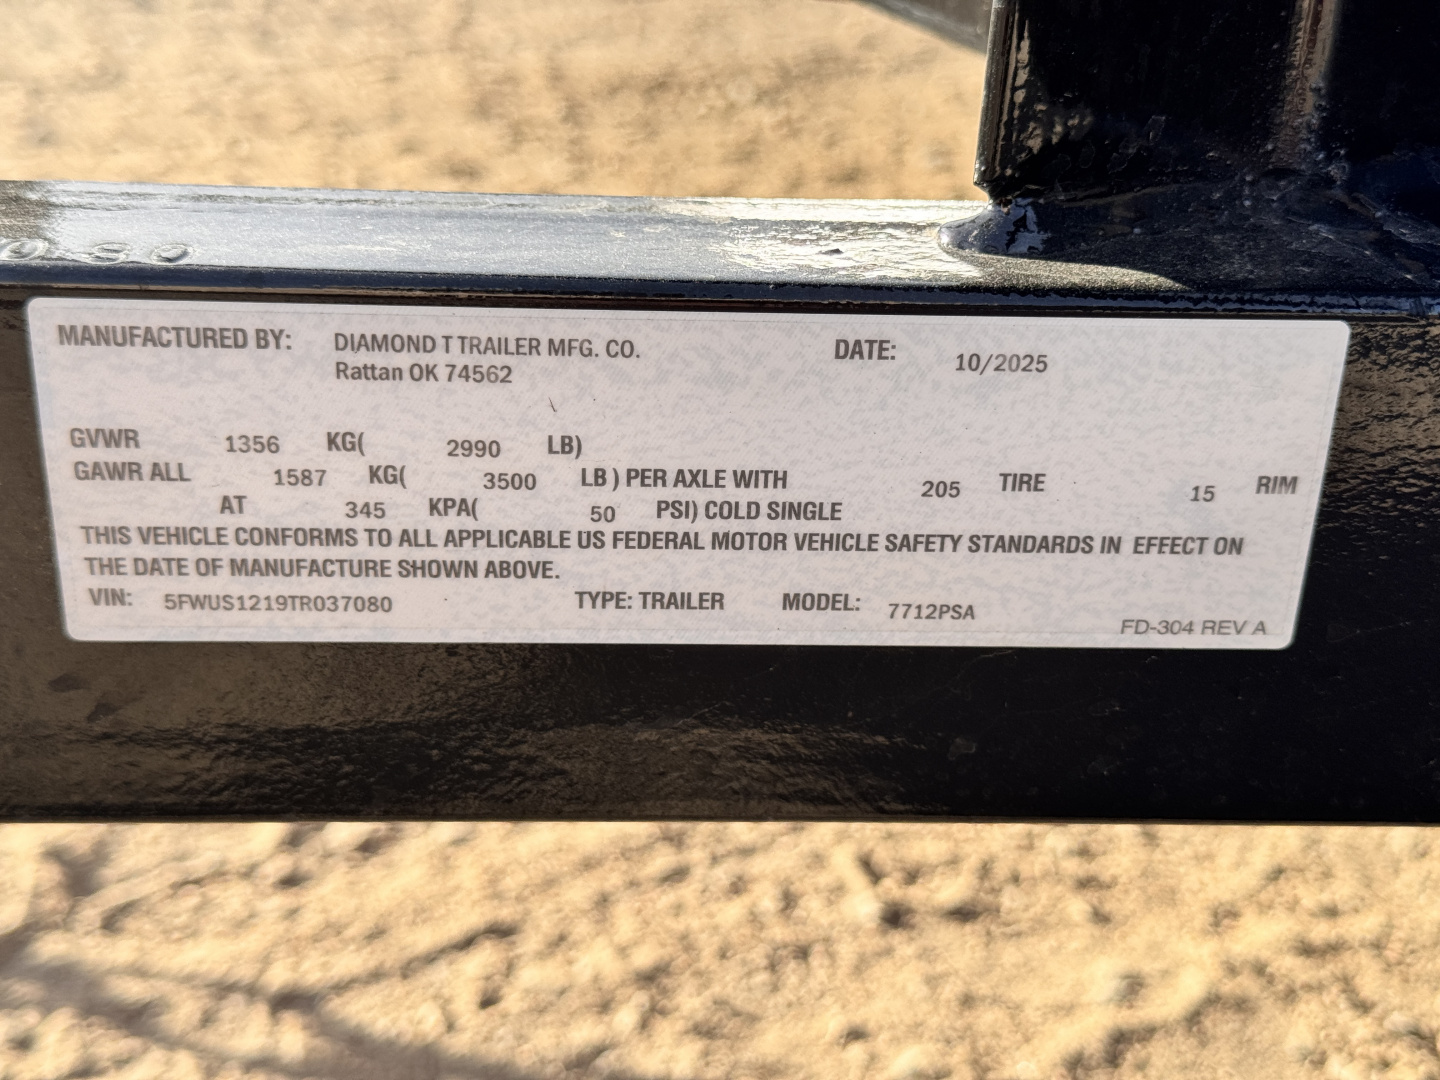 MANUFACTURED BY: DIAMOND T TRAILER MFG. CO. DATE: 10/2025
Rattan OK 74562
GVWR 1356 KG( 2990 LB)
GAWR ALL 1587 KG( 3500 LB ) PER AXLE WITH 205 TIRE 15 RIM
AT 345 KPA( 50 PSI) COLD SINGLE
THIS VEHICLE CONFORMS TO ALL APPLICABLE US FEDERAL MOTOR VEHICLE SAFETY STANDARDS IN EFFECT ON
THE DATE OF MANUFACTURE SHOWN ABOVE.
VIN: 5FWUS1219TR037080 TYPE: TRAILER MODEL: 7712PSA
FD-304 REV A